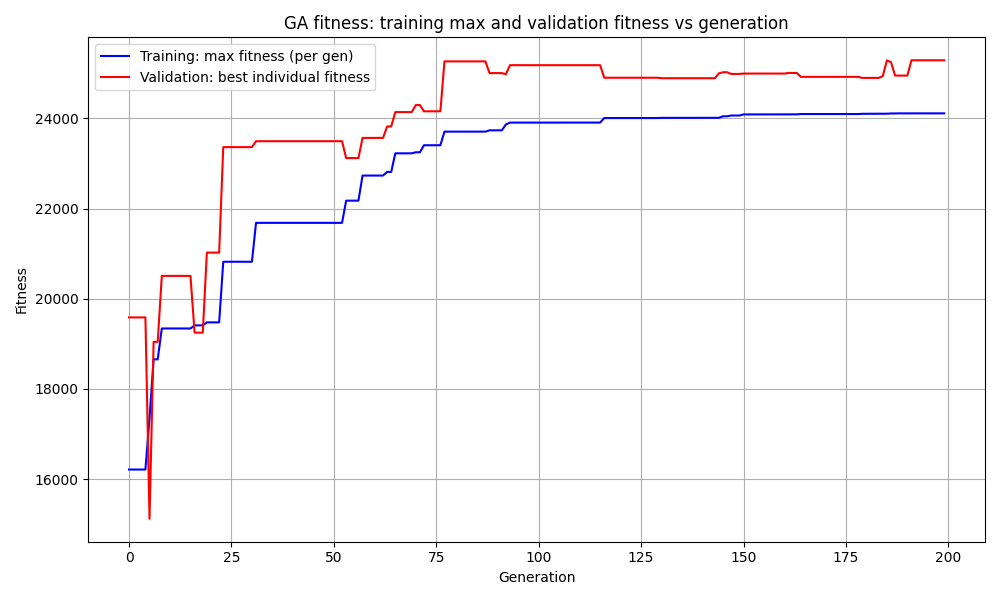 GA fitness: training max and validation fitness vs generation
Training: max fitness (per gen)
Validation: best individual fitness
Fitness
24000
22000
20000
18000
16000
0 25 50 75 100 125 150 175 200
Generation